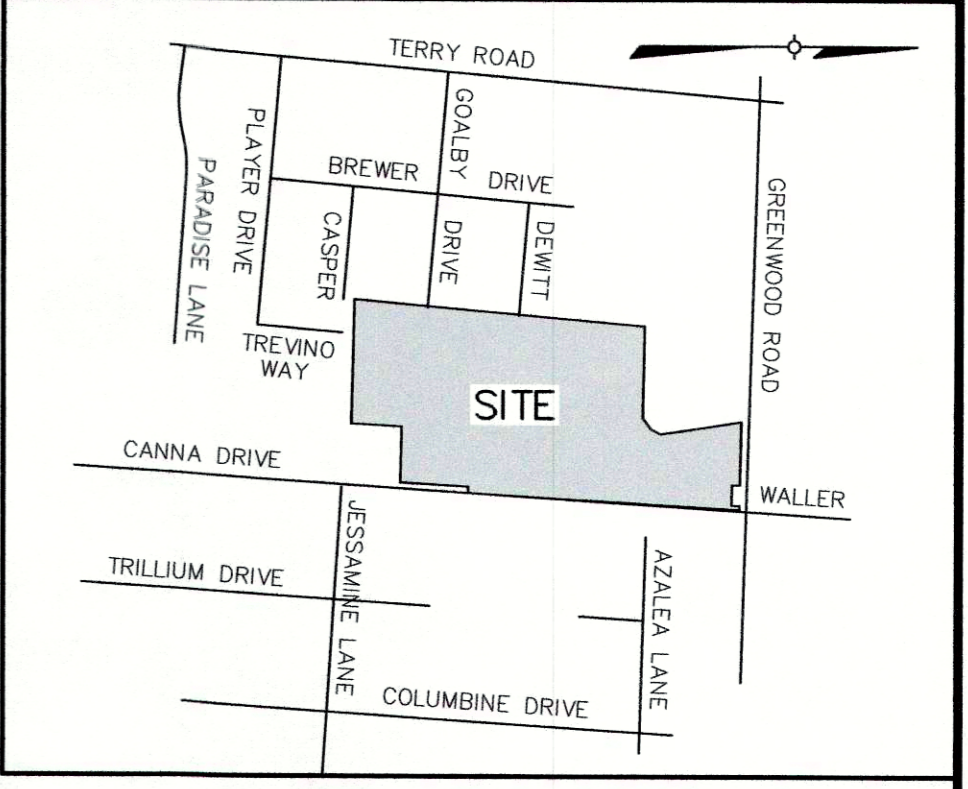 TERRY ROAD
GOALBY
PLAYER DRIVE
BREWER DRIVE
PARADISE LANE
GREENWOOD ROAD
CASPER
DRIVE
DEWITT
TREVINO
WAY
SITE
CANNA DRIVE
WALLER
JESSAMINE LANE
AZALEA LANE
TRILLIUM DRIVE
COLUMBINE DRIVE